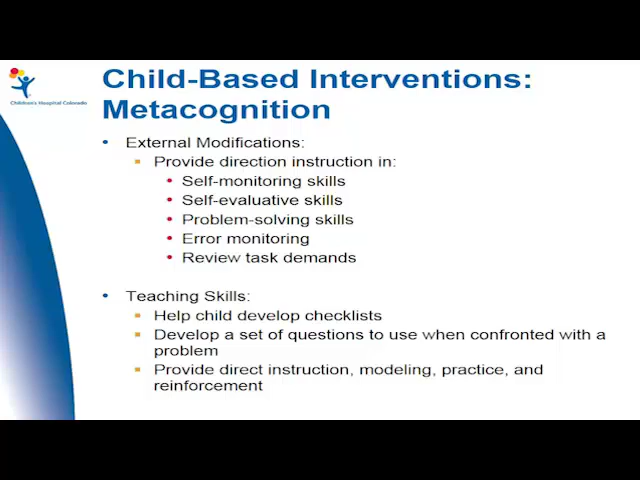 Children's Hospital Colorado
Child-Based Interventions:
Metacognition
External Modifications:
Provide direction instruction in:
Self-monitoring skills
Self-evaluative skills
Problem-solving skills
Error monitoring
Review task demands
Teaching Skills:
Help child develop checklists
Develop a set of questions to use when confronted with a
problem
Provide direct instruction, modeling, practice, and
reinforcement